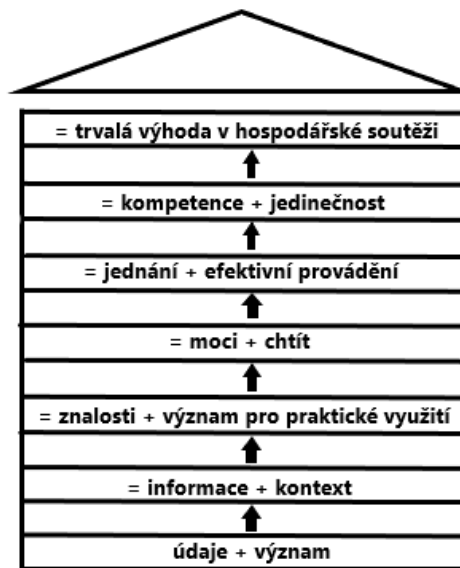 = trvalá výhoda v hospodářské soutěži
= kompetence + jedinečnost
= jednání + efektivní provádění
= moci + chtít
= znalosti + význam pro praktické využití
= informace + kontext
údaje + význam